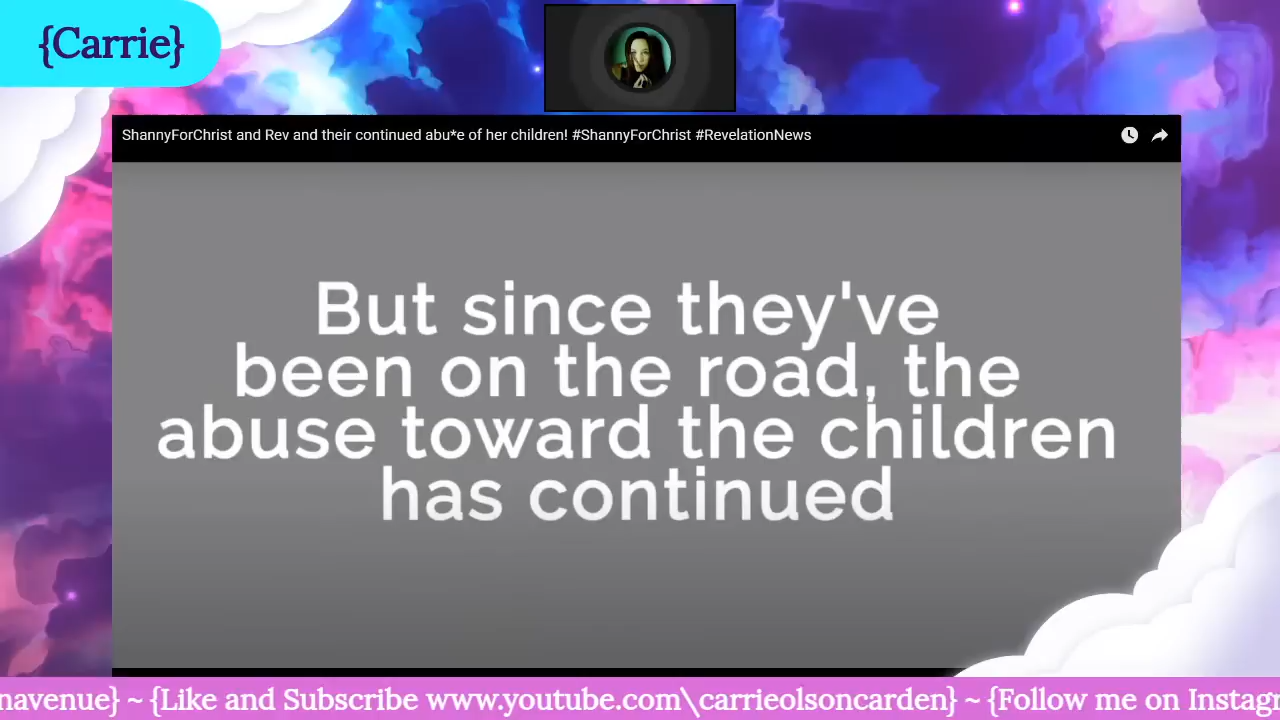 {Carrie}
ShannyForChrist and Rev and their continued abu*e of her children! #ShannyForChrist #RevelationNews
But since they've
been on the road, the
abuse toward the children
has continued
navenue} ~ {Like and Subscribe www.youtube.com\carrieolsoncarden} ~ {Follow me on Instag